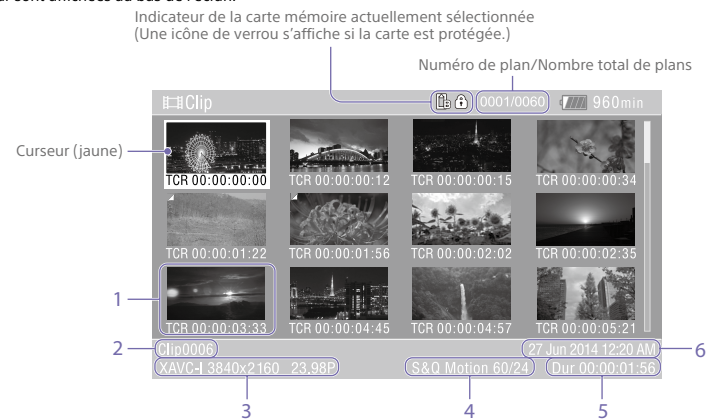 Indicateur de la carte mémoire actuellement sélectionnée
(Une icône de verrou s'affiche si la carte est protégée.)
Numéro de plan/Nombre total de plans
Clip
0001/0060
960min
Curseur (jaune)
TCR 00:00:00:00
TCR 00:00:00:12
TCR 00:00:00:15
TCR 00:00:00:34
TCR 00:00:01:22
TCR 00:00:01:56
TCR 00:00:02:02
TCR 00:00:02:35
1
TCR 00:00:03:33
TCR 00:00:04:45
TCR 00:00:04:57
TCR 00:00:05:21
2
Clip0006
27 Jun 2014 12:20 AM
6
XAVC-I 3840x2160 23.98P
S&Q Motion 60/24
Dur 00:00:01:56
3
4
5